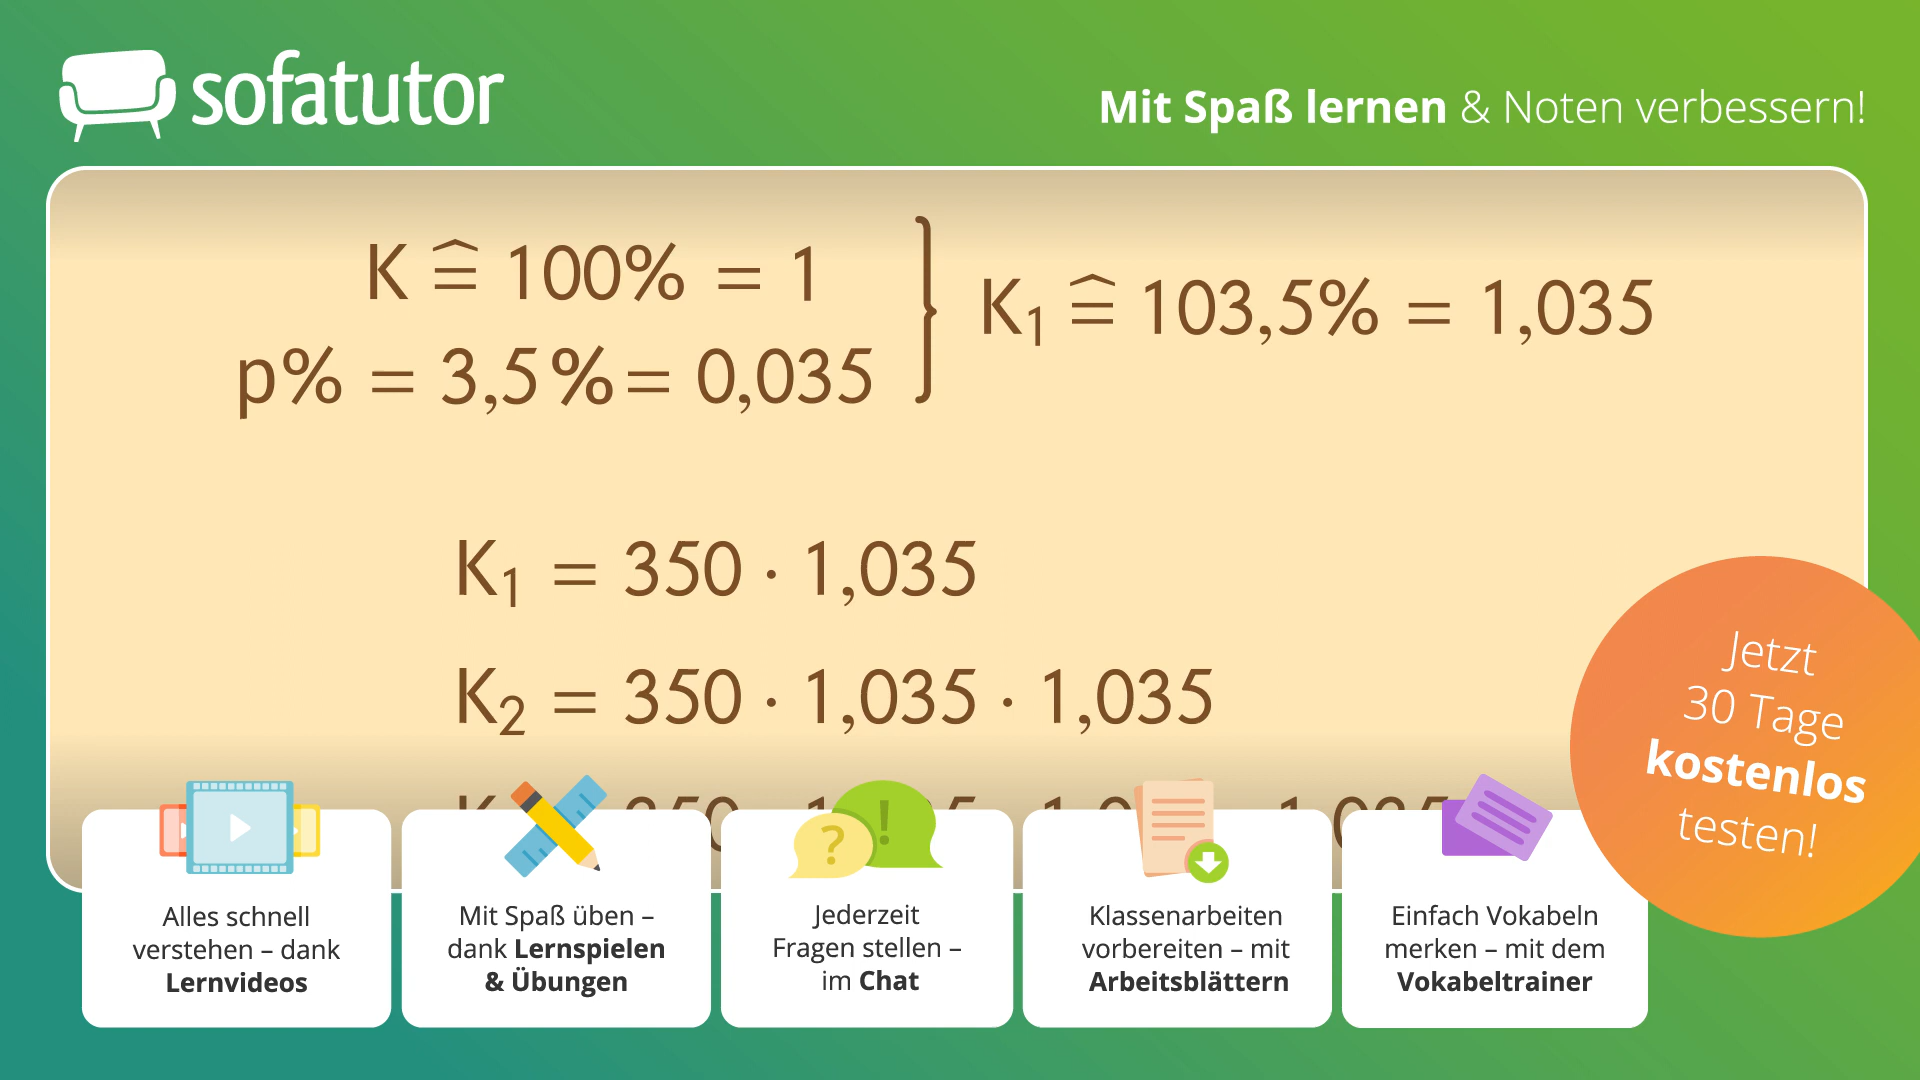 sofatutor
Mit Spaß lernen & Noten verbessern!
K ≙ 100% = 1
p% = 3,5% = 0,035
K₁ ≙ 103,5% = 1,035
K₁ = 350 · 1,035
K₂ = 350 · 1,035 · 1,035
Jetzt
30 Tage
kostenlos
testen!
Alles schnell
verstehen – dank
Lernvideos
Mit Spaß üben –
dank Lernspielen
& Übungen
?
!
Jederzeit
Fragen stellen –
im Chat
Klassenarbeiten
vorbereiten – mit
Arbeitsblättern
Einfach Vokabeln
merken – mit dem
Vokabeltrainer